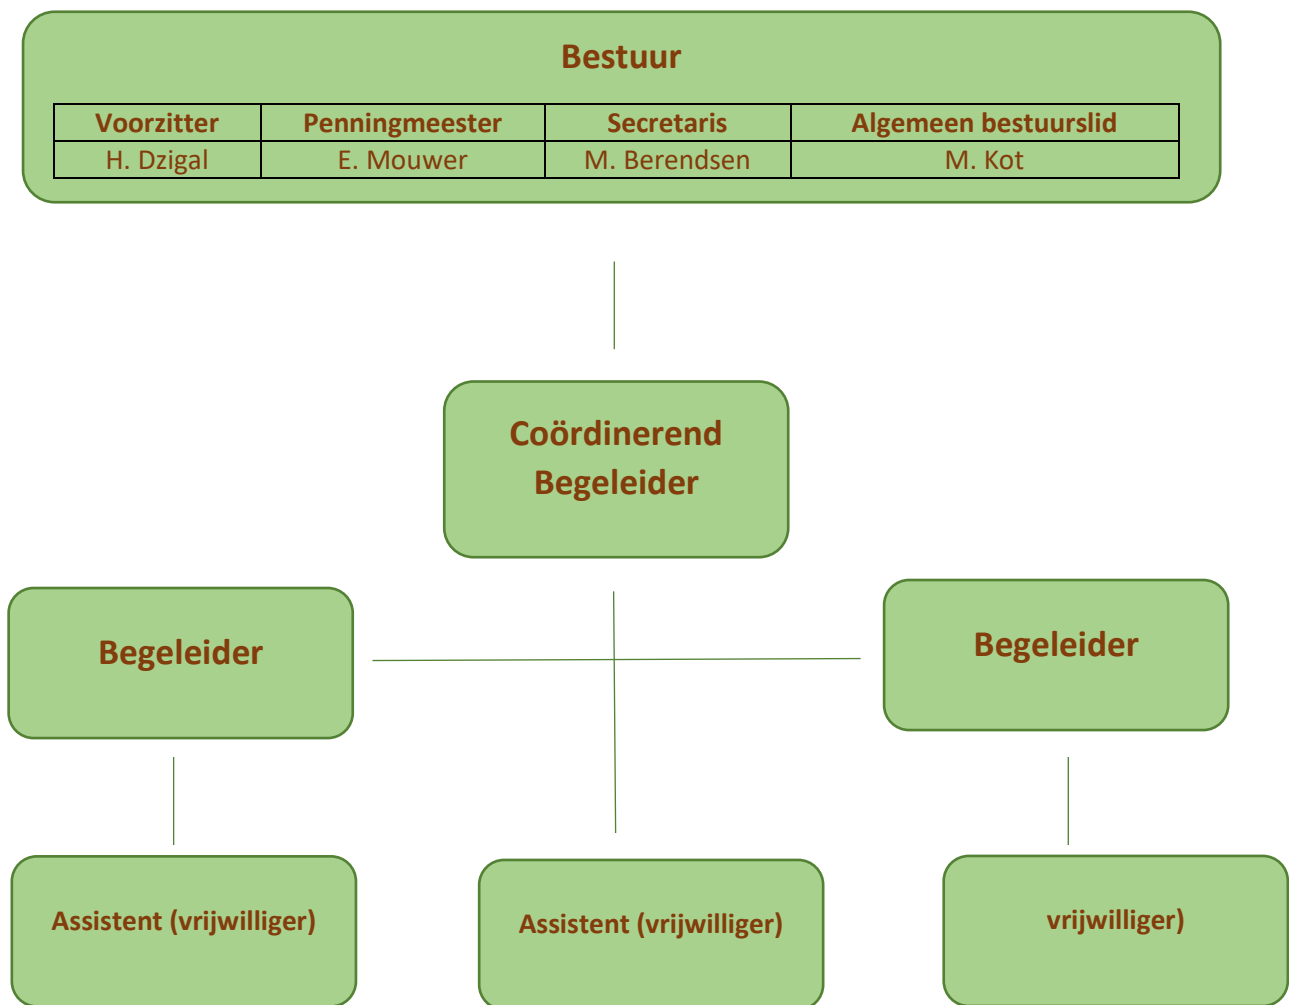 Bestuur
Voorzitter Penningmeester Secretaris Algemeen bestuurslid
H. Dzigal E. Mouwer M. Berendsen M. Kot
Coördinerend
Begeleider
Begeleider
Begeleider
Assistent (vrijwilliger)
Assistent (vrijwilliger)
vrijwilliger)